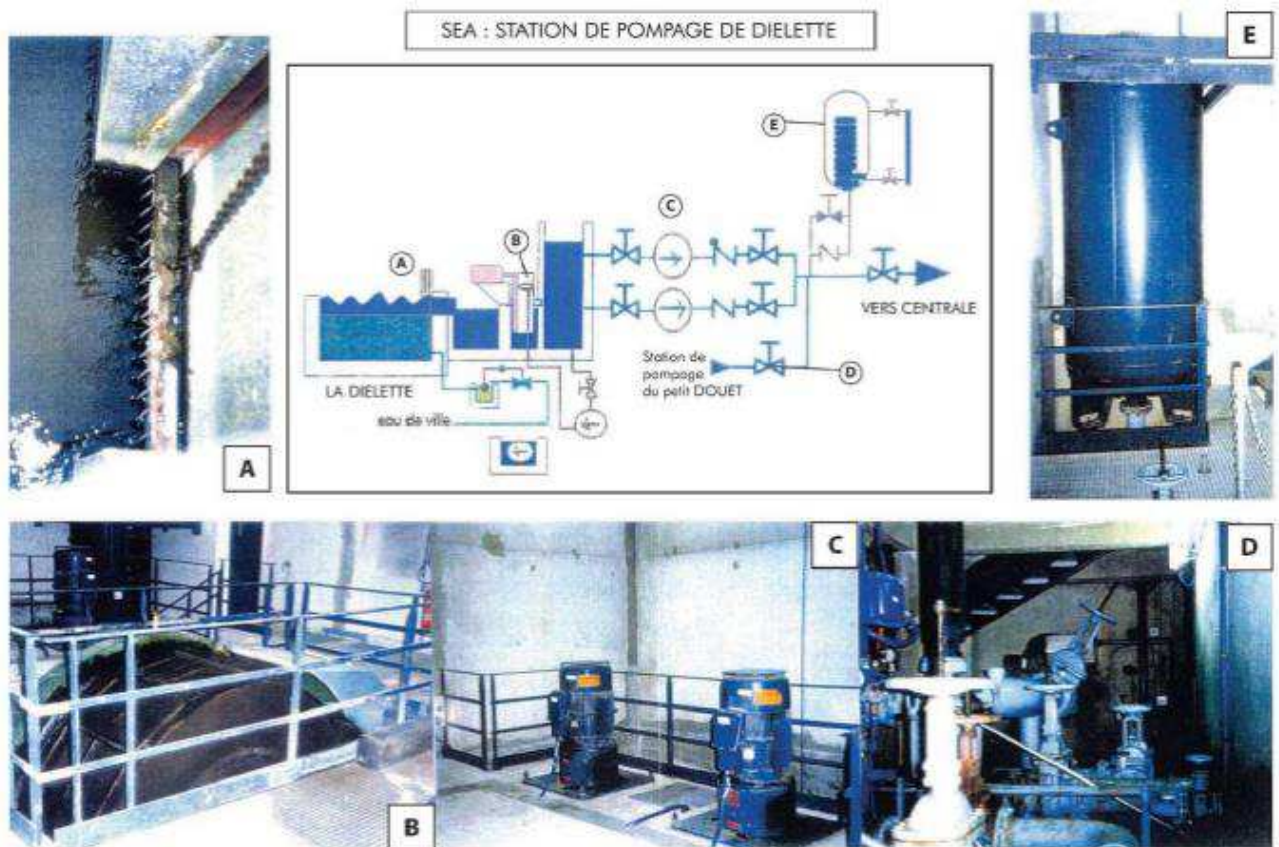 SEA : STATION DE POMPAGE DE DIELETTE
E
E
C
B
A
VERS CENTRALE
Station de
pompage
du petit DOUET
D
LA DIELETTE
eau de ville
A
C
D
B